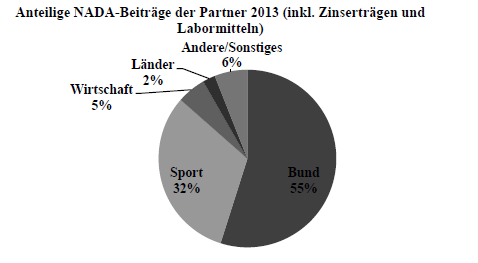 Anteilige NADA-Beiträge der Partner 2013 (inkl. Zinserträgen und
Labormitteln)
Andere/Sonstiges
6%
Länder
2%
Wirtschaft
5%
Sport
32%
Bund
55%